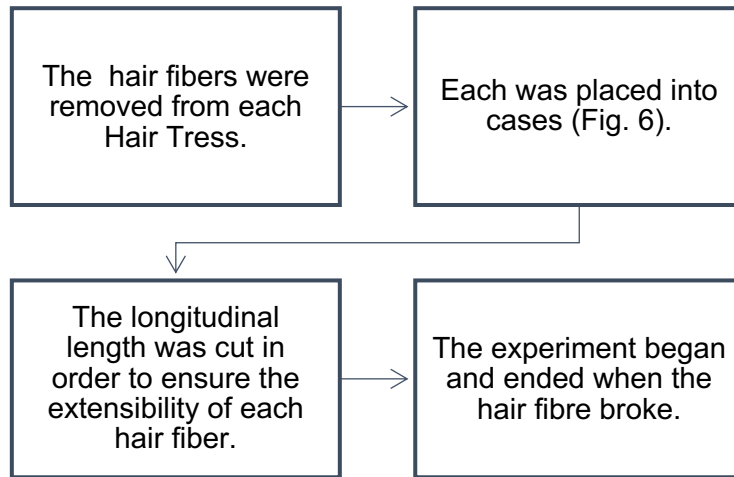 The hair fibers were
removed from each
Hair Tress.
Each was placed into
cases (Fig. 6).
The longitudinal
length was cut in
order to ensure the
extensibility of each
hair fiber.
The experiment began
and ended when the
hair fibre broke.